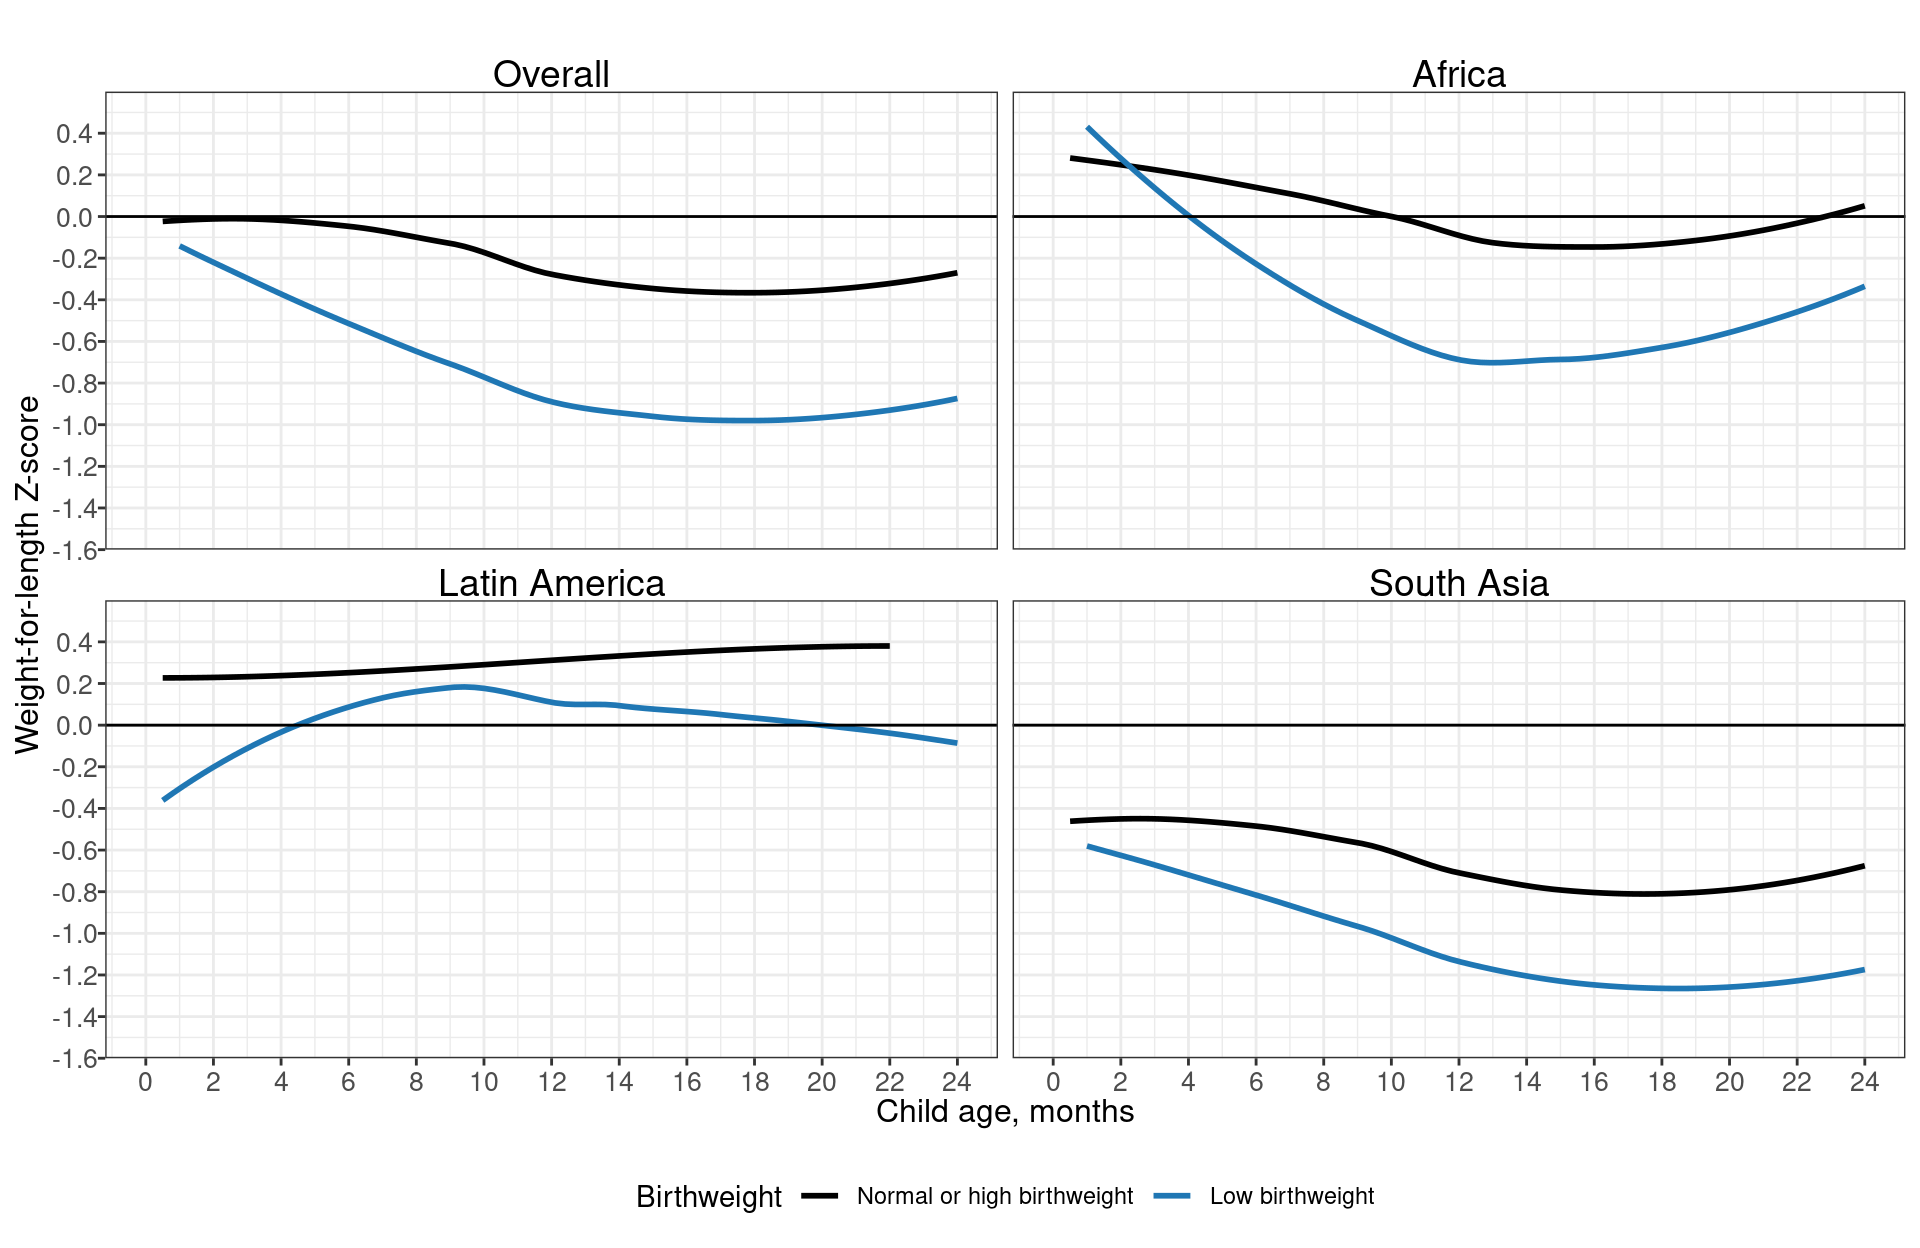 Overall
Africa
0.4
0.2
0.0
-0.2
-0.4
-0.6
-0.8
-1.0
-1.2
-1.4
-1.6
Weight-for-length Z-score
Latin America
South Asia
0.4
0.2
0.0
-0.2
-0.4
-0.6
-0.8
-1.0
-1.2
-1.4
-1.6
0 2 4 6 8 10 12 14 16 18 20 22 24
0 2 4 6 8 10 12 14 16 18 20 22 24
Child age, months
Birthweight Normal or high birthweight Low birthweight